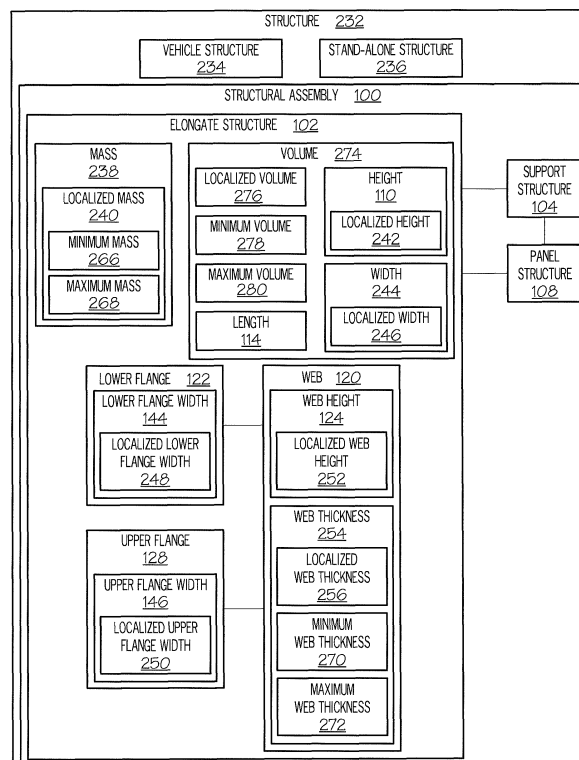 STRUCTURE 232
VEHICLE STRUCTURE
234
STAND-ALONE STRUCTURE
236
STRUCTURAL ASSEMBLY 100
ELONGATE STRUCTURE 102
MASS
238
LOCALIZED MASS
240
MINIMUM MASS
266
MAXIMUM MASS
268
VOLUME 274
LOCALIZED VOLUME
276
MINIMUM VOLUME
278
MAXIMUM VOLUME
280
LENGTH
114
HEIGHT
110
LOCALIZED HEIGHT
242
WIDTH
244
LOCALIZED WIDTH
246
SUPPORT
STRUCTURE
104
PANEL
STRUCTURE
108
LOWER FLANGE 122
LOWER FLANGE WIDTH
144
LOCALIZED LOWER
FLANGE WIDTH
248
UPPER FLANGE
128
UPPER FLANGE WIDTH
146
LOCALIZED UPPER
FLANGE WIDTH
250
WEB 120
WEB HEIGHT
124
LOCALIZED WEB
HEIGHT
252
WEB THICKNESS
254
LOCALIZED
WEB THICKNESS
256
MINIMUM
WEB THICKNESS
270
MAXIMUM
WEB THICKNESS
272